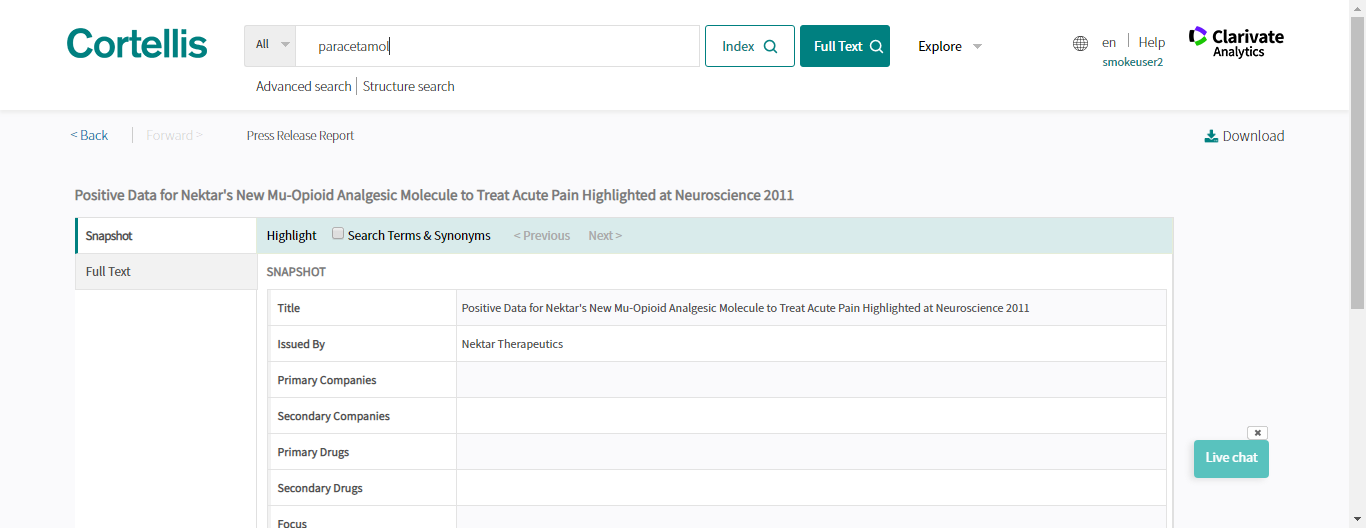 Cortellis
All
paracetamol
Index
Full Text
Explore
en
Help
smokeuser2
Clarivate
Analytics
Advanced search
Structure search
< Back
Forward >
Press Release Report
Download
Positive Data for Nektar's New Mu-Opioid Analgesic Molecule to Treat Acute Pain Highlighted at Neuroscience 2011
Snapshot
Full Text
Highlight
Search Terms & Synonyms
< Previous
Next >
SNAPSHOT
Title
Positive Data for Nektar's New Mu-Opioid Analgesic Molecule to Treat Acute Pain Highlighted at Neuroscience 2011
Issued By
Nektar Therapeutics
Primary Companies
Secondary Companies
Primary Drugs
Secondary Drugs
Focus
Live chat